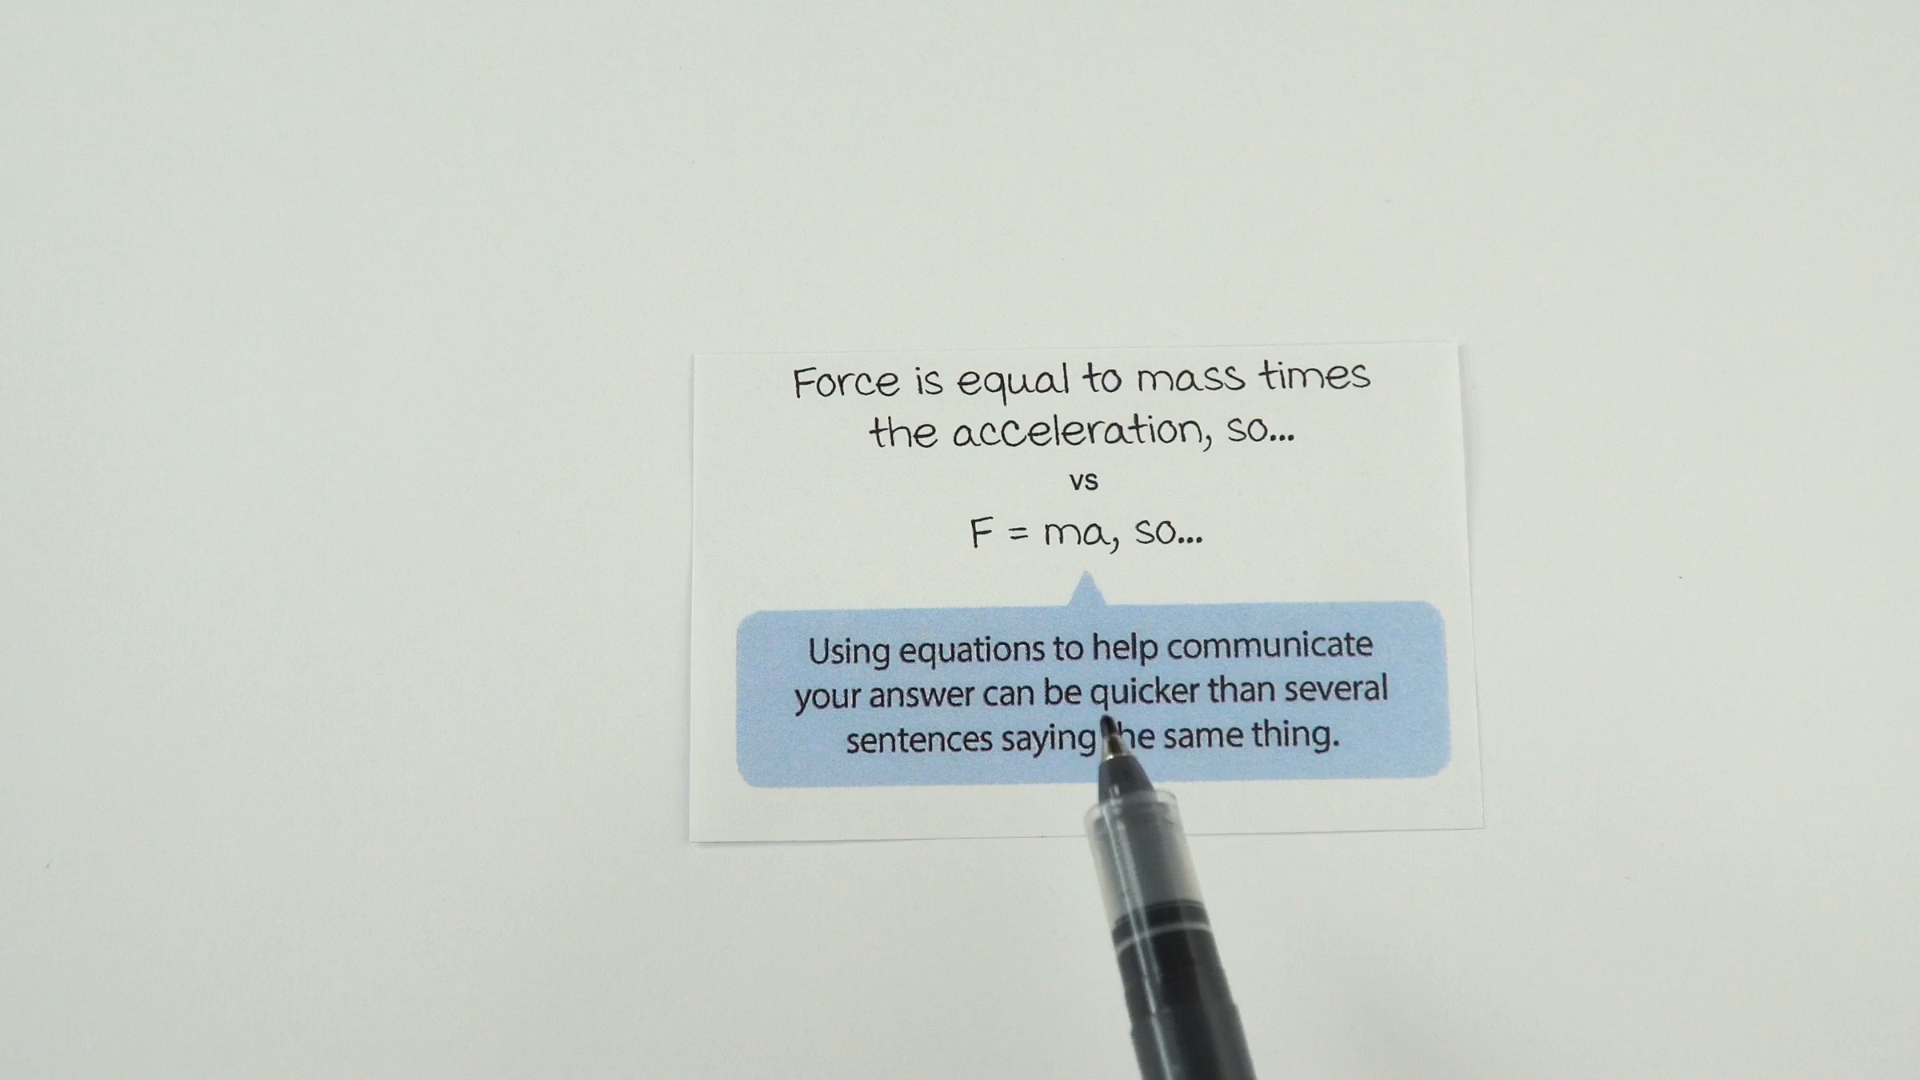 Force is equal to mass times
the acceleration, so...
vs
F = ma, so...
Using equations to help communicate
your answer can be quicker than several
sentences saying the same thing.